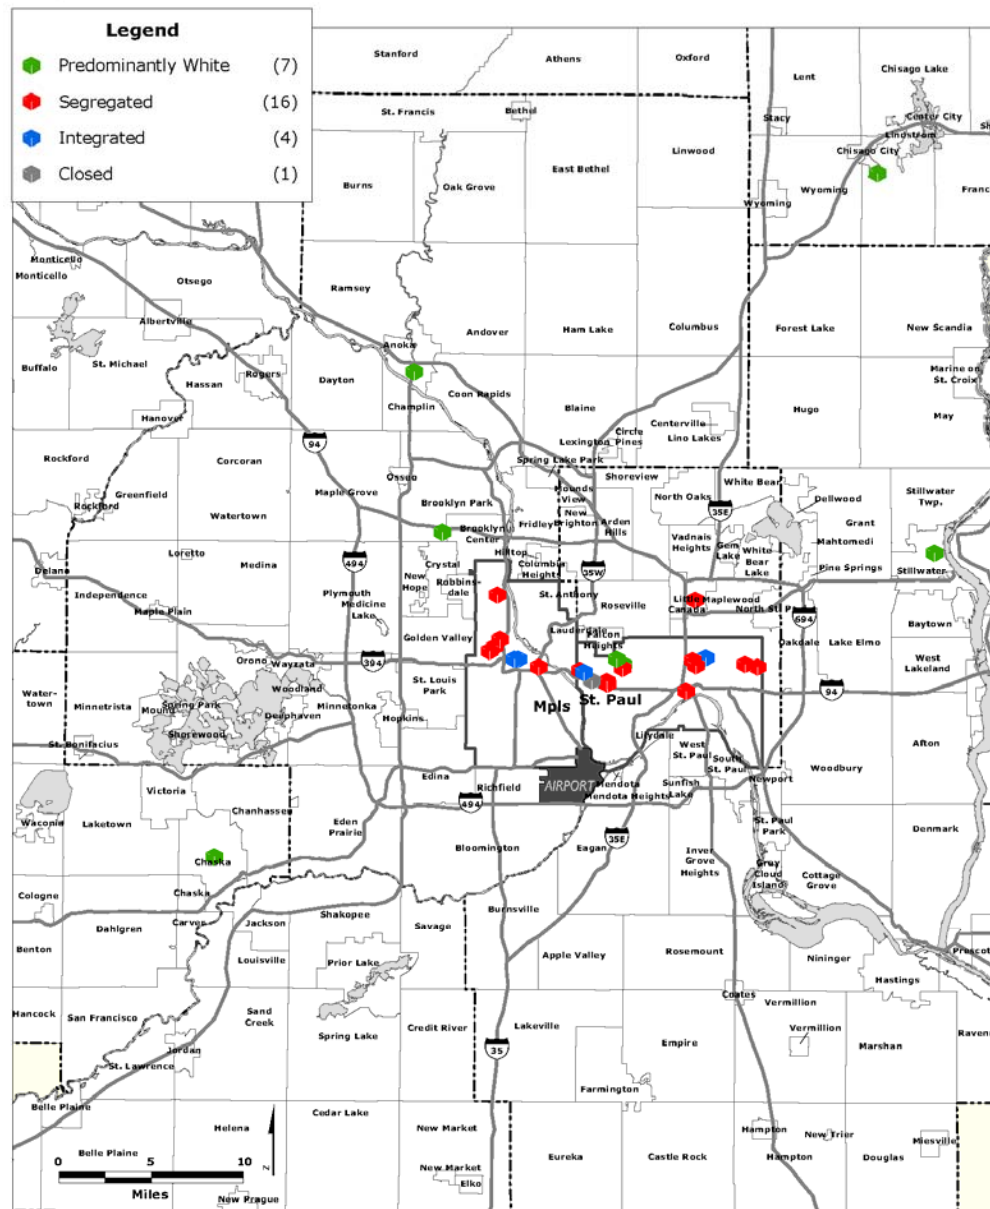 Legend
Predominantly White (7)
Segregated (16)
Integrated (4)
Closed (1)
Stanford
Athens
Oxford
Lent
Chisago Lake
St. Francis
Bethel
Stacy
Center City
Lindstrom
Linwood
Chisago City
Burns
Oak Grove
East Bethel
Wyoming
Wyoming
Franc
Monticello
Monticello
Otsego
Ramsey
Albertville
Andover
Ham Lake
Columbus
Forest Lake
New Scandia
Anoka
Buffalo
St. Michael
Rogers
Hassan
Dayton
Marine on
St. Croix
Champlin
Coon Rapids
Blaine
Hugo
May
Hanover
Centerville
Circle
Pines
Lexington
Lino Lakes
Rockford
Corcoran
94
Spring Lake Park
Osseo
Shoreview
White Bear
Greenfield
Rockford
Maple Grove
Mounds
View
North Oaks
Dellwood
Stillwater
Twp.
Brooklyn Park
New
Brighton
35E
Watertown
Fridley
Arden
Hills
Grant
Brooklyn
Center
Vadnais
Heights
Mahtomedi
Loretto
Hilltop
Gem
Lake
White
Bear
Lake
Delano
Medina
494
Crystal
Columbia
Heights
35W
Pine Springs
Stillwater
New
Hope
Robbins-
dale
Independence
Plymouth
St. Anthony
Little
Canada
Maplewood
Maple Plain
Medicine
Lake
Roseville
North St. P
694
Baytown
Lauderdale
Golden Valley
Falcon
Heights
Oakdale
Lake Elmo
Orono
Wayzata
394
West
Lakeland
Water-
town
Woodland
St. Louis
Park
94
Minnetrista
Mound
Spring Park
Deephaven
Minnetonka
Hopkins
Mpls
St. Paul
Shorewood
St. Bonifacius
Lilydale
West
St. Paul
South
St. Paul
Afton
Edina
Richfield
AIRPORT
Mendota
Mendota Heights
Sunfish
Lake
Newport
Woodbury
Victoria
Chanhassen
494
Waconia
Laketown
Eden
Prairie
35E
St. Paul
Park
Denmark
Bloomington
Eagan
Chaska
Inver
Grove
Heights
Grey
Cloud
Island
Cottage
Grove
Cologne
Chaska
Burnsville
Carver
Jackson
Shakopee
Dahlgren
Savage
Benton
Louisville
Apple Valley
Rosemount
Nininger
Prescot
Prior Lake
Hastings
Coates
Vermillion
Hancock
San Francisco
Sand
Creek
Credit River
Lakeville
Spring Lake
Vermillion
Raven
Jordan
35
Empire
Marshan
St. Lawrence
Farmington
Belle Plaine
Cedar Lake
Helena
New Market
Hampton
New Trier
Miesville
Belle Plaine
Eureka
Castle Rock
Hampton
Douglas
0 5 10
Miles
Z
New Market
Elko
New Prague